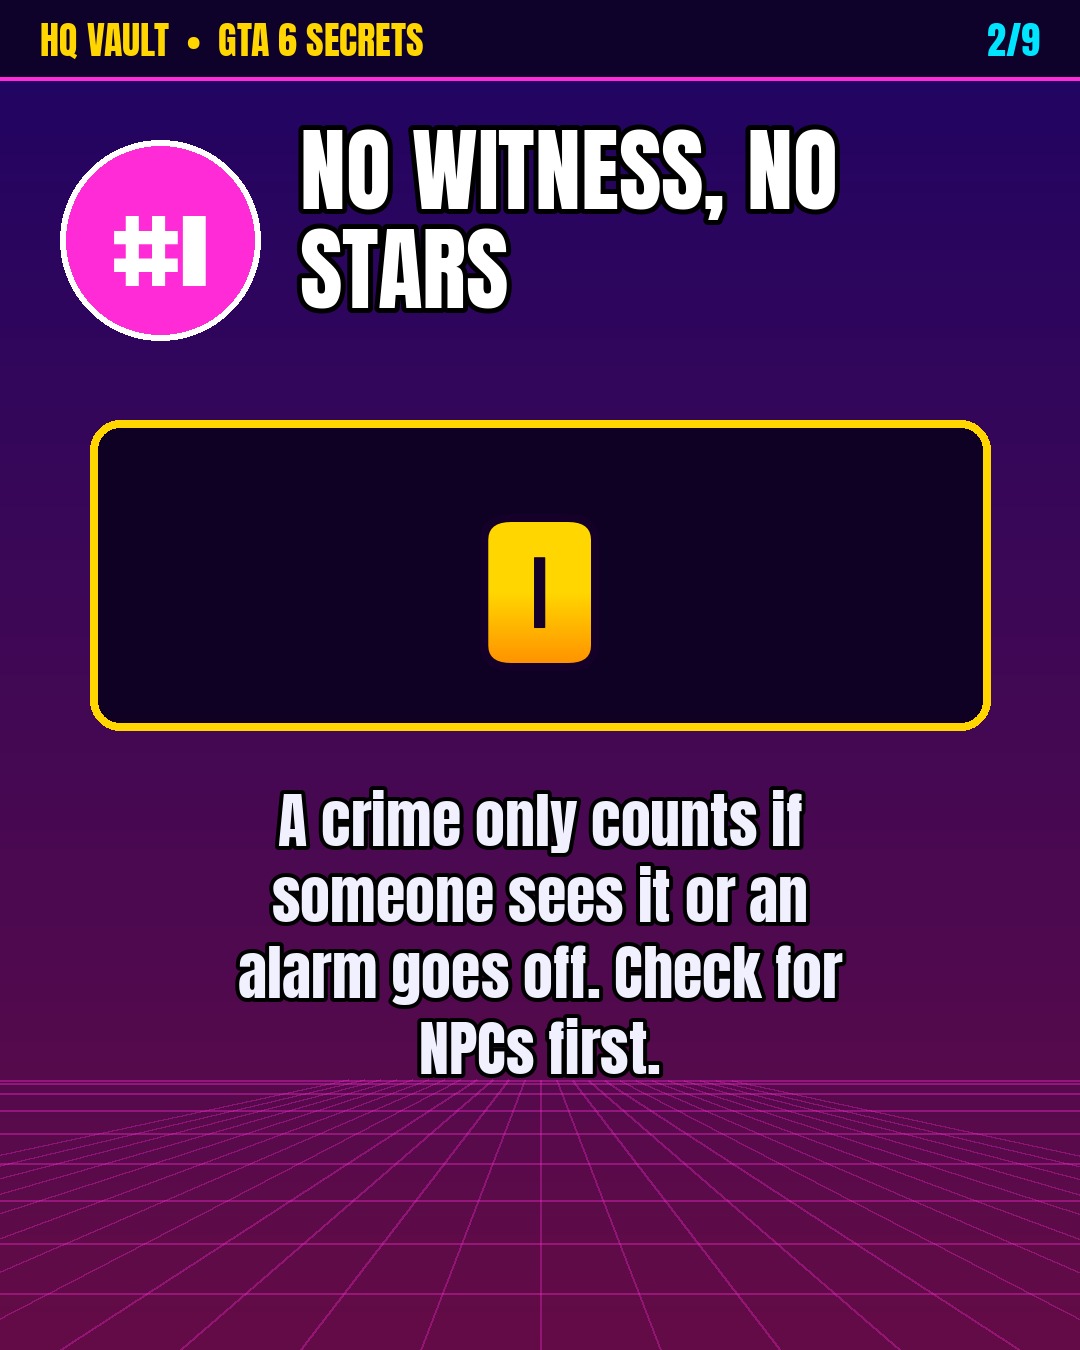 HQ VAULT • GTA 6 SECRETS
2/9
#1
NO WITNESS, NO
STARS
A crime only counts if
someone sees it or an
alarm goes off. Check for
NPCs first.